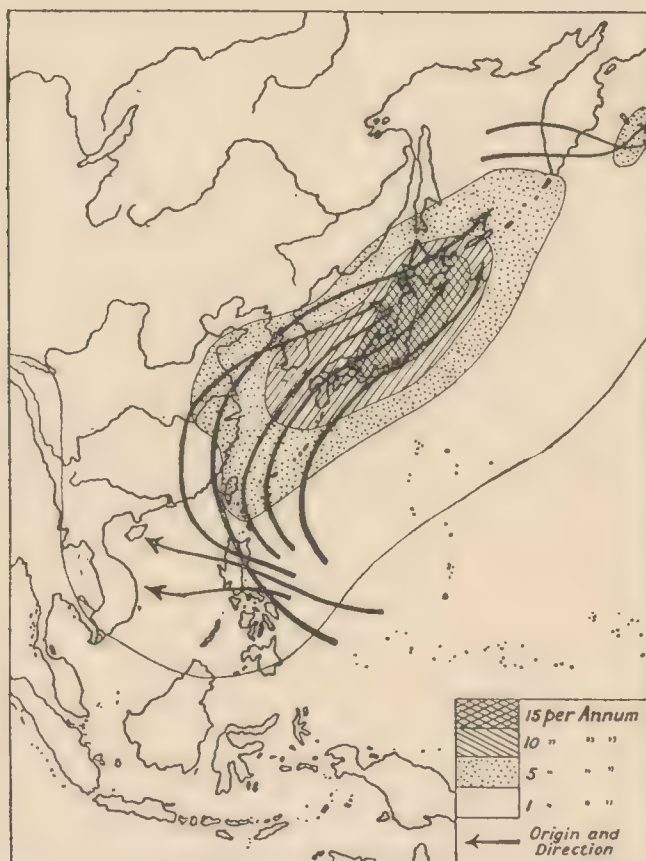 15 per Annum
10 " " "
5 " " "
1 " " "
Origin and
Direction